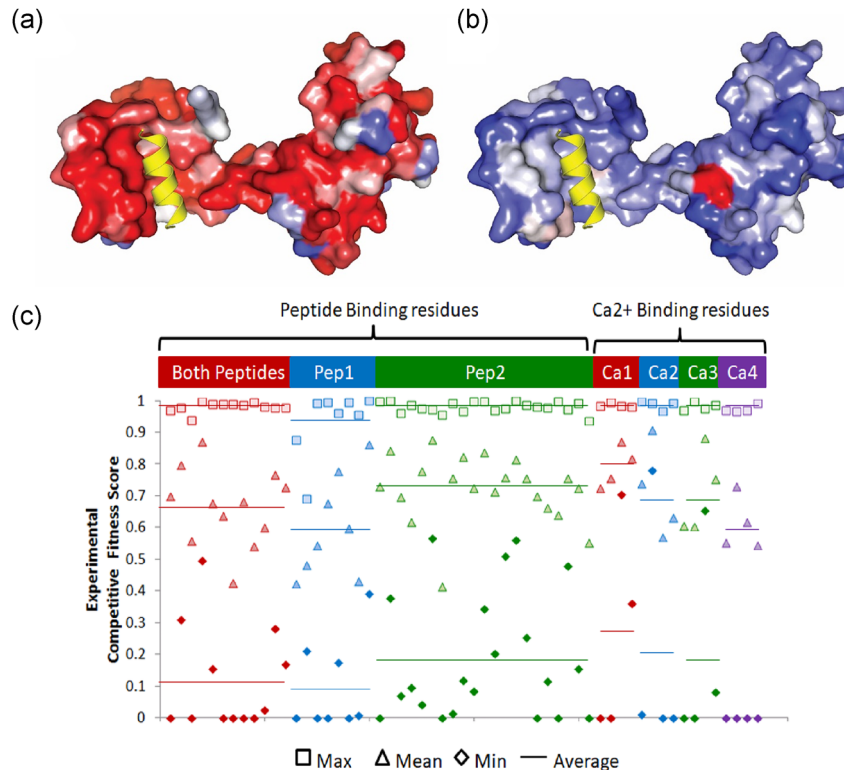 (a)
(b)
(c)
Peptide Binding residues
Ca2+ Binding residues
Both Peptides Pep1 Pep2 Ca1 Ca2 Ca3 Ca4
1
0.9
0.8
0.7
0.6
0.5
0.4
0.3
0.2
0.1
0
Experimental
Competitive Fitness Score
Max Mean Min Average